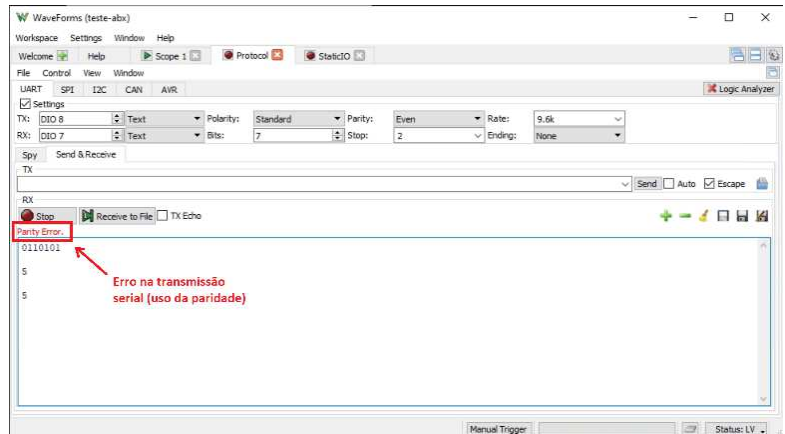 WaveForms (teste-abx)
Workspace Settings Window Help
Welcome Help Scope 1 Protocol StaticIO
File Control View Window
UART SPI I2C CAN AVR Logic Analyzer
Settings
TX: DIO 8 Text Polarity: Standard Parity: Even Rate: 9.6k
RX: DIO 7 Text Bits: 7 Stop: 2 Ending: None
Spy Send & Receive
TX
Send Auto Escape
RX
Stop Receive to File TX Echo
Parity Error.
0110101
5
5
Erro na transmissão
serial (uso da paridade)
Manual Trigger Status: LV